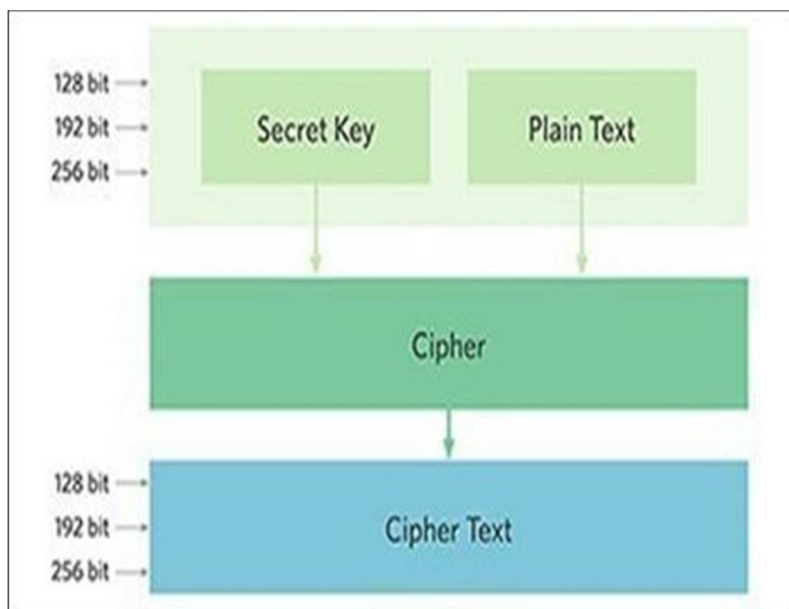 128 bit
192 bit
256 bit
Secret Key
Plain Text
Cipher
128 bit
192 bit
256 bit
Cipher Text